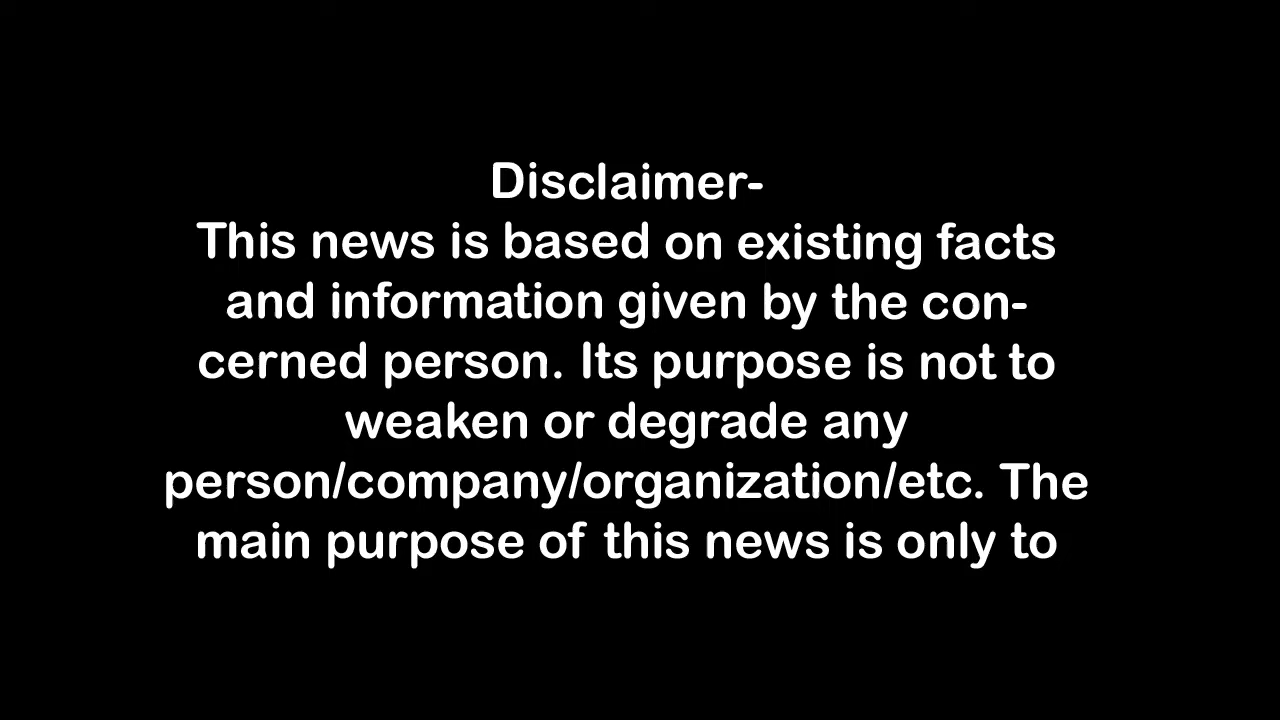 Disclaimer-
This news is based on existing facts
and information given by the con-
cerned person. Its purpose is not to
weaken or degrade any
person/company/organization/etc. The
main purpose of this news is only to